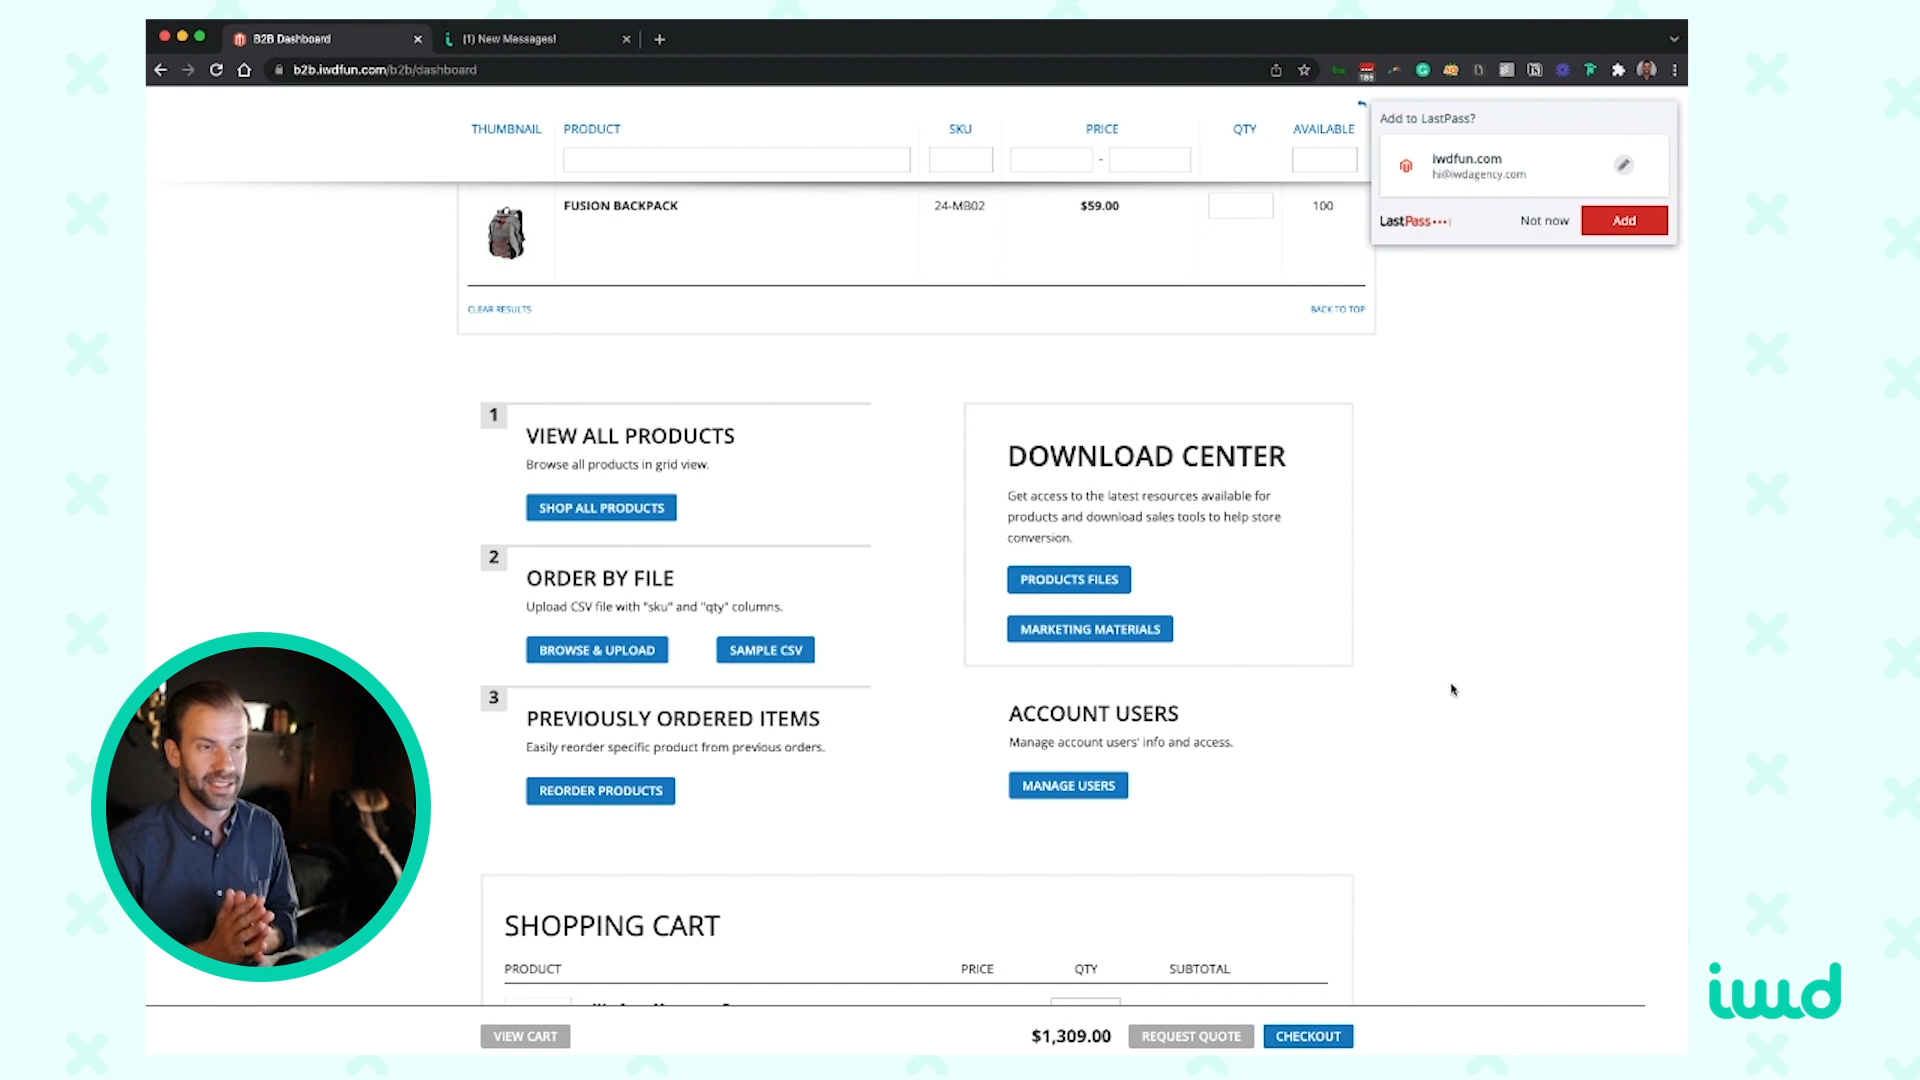 B2B Dashboard
(1) New Messages!
b2b.iwdfun.com/b2b/dashboard
186
THUMBNAIL PRODUCT SKU PRICE QTY AVAILABLE
-
FUSION BACKPACK 24-MB02 $59.00 100
CLEAR RESULTS BACK TO TOP
Add to LastPass?
iwdfun.com
hi@iwdagency.com
LastPass Not now Add
1
VIEW ALL PRODUCTS
Browse all products in grid view.
SHOP ALL PRODUCTS
2
ORDER BY FILE
Upload CSV file with "sku" and "qty" columns.
BROWSE & UPLOAD SAMPLE CSV
3
PREVIOUSLY ORDERED ITEMS
Easily reorder specific product from previous orders.
REORDER PRODUCTS
DOWNLOAD CENTER
Get access to the latest resources available for
products and download sales tools to help store
conversion.
PRODUCTS FILES
MARKETING MATERIALS
ACCOUNT USERS
Manage account users' info and access.
MANAGE USERS
SHOPPING CART
PRODUCT PRICE QTY SUBTOTAL
VIEW CART $1,309.00 REQUEST QUOTE CHECKOUT
iwd